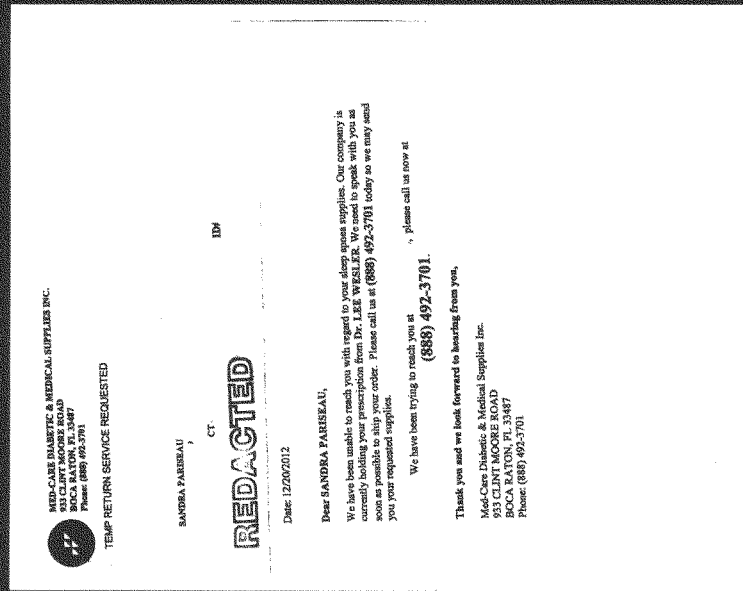 MED-CARE DIABETIC & MEDICAL SUPPLIES INC.
933 CLINT MOORE ROAD
BOCA RATON, FL 33487
Phone: (888) 492-3701
TEMP RETURN SERVICE REQUESTED
SANDRA PARISEAU
,
CT
ID#
REDACTED
Date: 12/20/2012
Dear SANDRA PARISEAU,
We have been unable to reach you with regard to your sleep apnea supplies. Our company is
currently holding your prescription from Dr. LEE WESLER. We need to speak with you as
soon as possible to ship your order. Please call us at (888) 492-3701 today so we may send
you your requested supplies.
We have been trying to reach you at , please call us now at
(888) 492-3701.
Thank you and we look forward to hearing from you,
Med-Care Diabetic & Medical Supplies Inc.
933 CLINT MOORE ROAD
BOCA RATON, FL 33487
Phone: (888) 492-3701